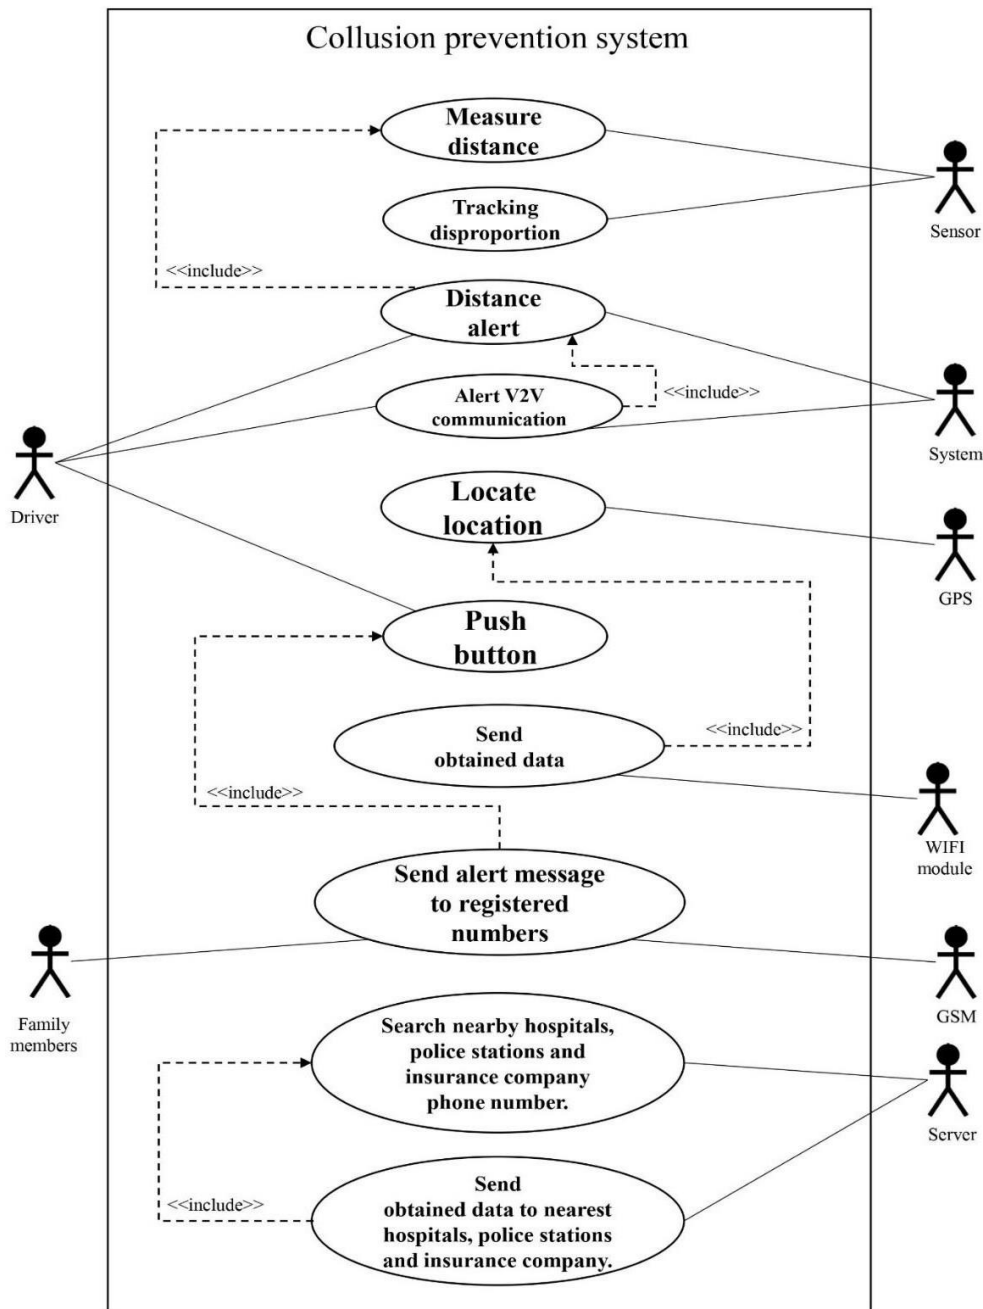 Collusion prevention system
Measure
distance
Tracking
disproportion
Sensor
<<include>>
Distance
alert
<<include>>
Alert V2V
communication
System
Driver
Locate
location
GPS
Push
button
Send
obtained data
<<include>>
<<include>>
WIFI
module
Send alert message
to registered
numbers
Family
members
GSM
Search nearby hospitals,
police stations and
insurance company
phone number.
Server
<<include>>
Send
obtained data to nearest
hospitals, police stations
and insurance company.